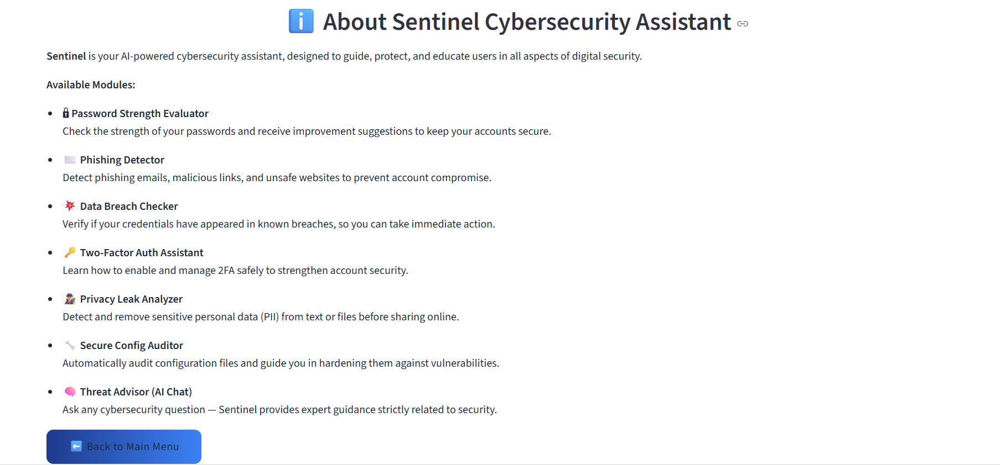 About Sentinel Cybersecurity Assistant
Sentinel is your AI-powered cybersecurity assistant, designed to guide, protect, and educate users in all aspects of digital security.
Available Modules:
Password Strength Evaluator
Check the strength of your passwords and receive improvement suggestions to keep your accounts secure.
Phishing Detector
Detect phishing emails, malicious links, and unsafe websites to prevent account compromise.
Data Breach Checker
Verify if your credentials have appeared in known breaches, so you can take immediate action.
Two-Factor Auth Assistant
Learn how to enable and manage 2FA safely to strengthen account security.
Privacy Leak Analyzer
Detect and remove sensitive personal data (PII) from text or files before sharing online.
Secure Config Auditor
Automatically audit configuration files and guide you in hardening them against vulnerabilities.
Threat Advisor (AI Chat)
Ask any cybersecurity question — Sentinel provides expert guidance strictly related to security.
Back to Main Menu